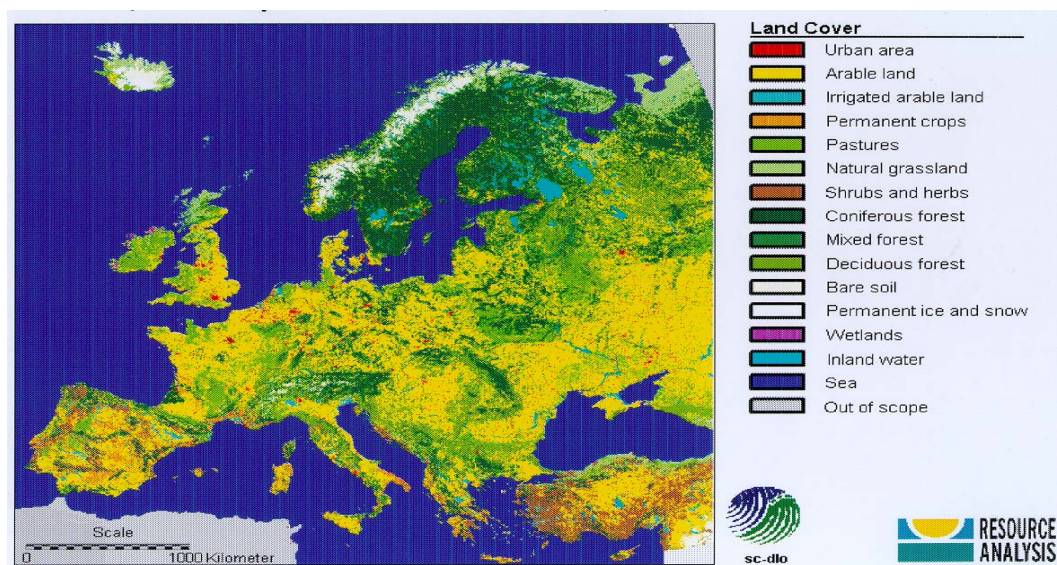 Land Cover
Urban area
Arable land
Irrigated arable land
Permanent crops
Pastures
Natural grassland
Shrubs and herbs
Coniferous forest
Mixed forest
Deciduous forest
Bare soil
Permanent ice and snow
Wetlands
Inland water
Sea
Out of scope
Scale
0 1000 Kilometer
sc-dlo
RESOURCE
ANALYSIS